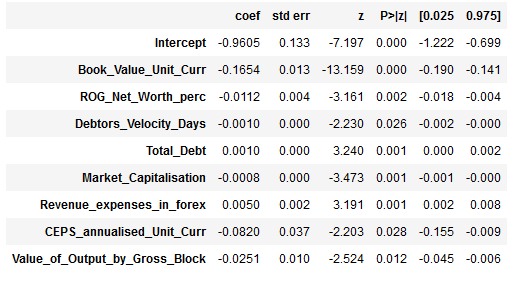 coef std err z P>|z| [0.025 0.975]
Intercept -0.9605 0.133 -7.197 0.000 -1.222 -0.699
Book_Value_Unit_Curr -0.1654 0.013 -13.159 0.000 -0.190 -0.141
ROG_Net_Worth_perc -0.0112 0.004 -3.161 0.002 -0.018 -0.004
Debtors_Velocity_Days -0.0010 0.000 -2.230 0.026 -0.002 -0.000
Total_Debt 0.0010 0.000 3.240 0.001 0.000 0.002
Market_Capitalisation -0.0008 0.000 -3.473 0.001 -0.001 -0.000
Revenue_expenses_in_forex 0.0050 0.002 3.191 0.001 0.002 0.008
CEPS_annualised_Unit_Curr -0.0820 0.037 -2.203 0.028 -0.155 -0.009
Value_of_Output_by_Gross_Block -0.0251 0.010 -2.524 0.012 -0.045 -0.006